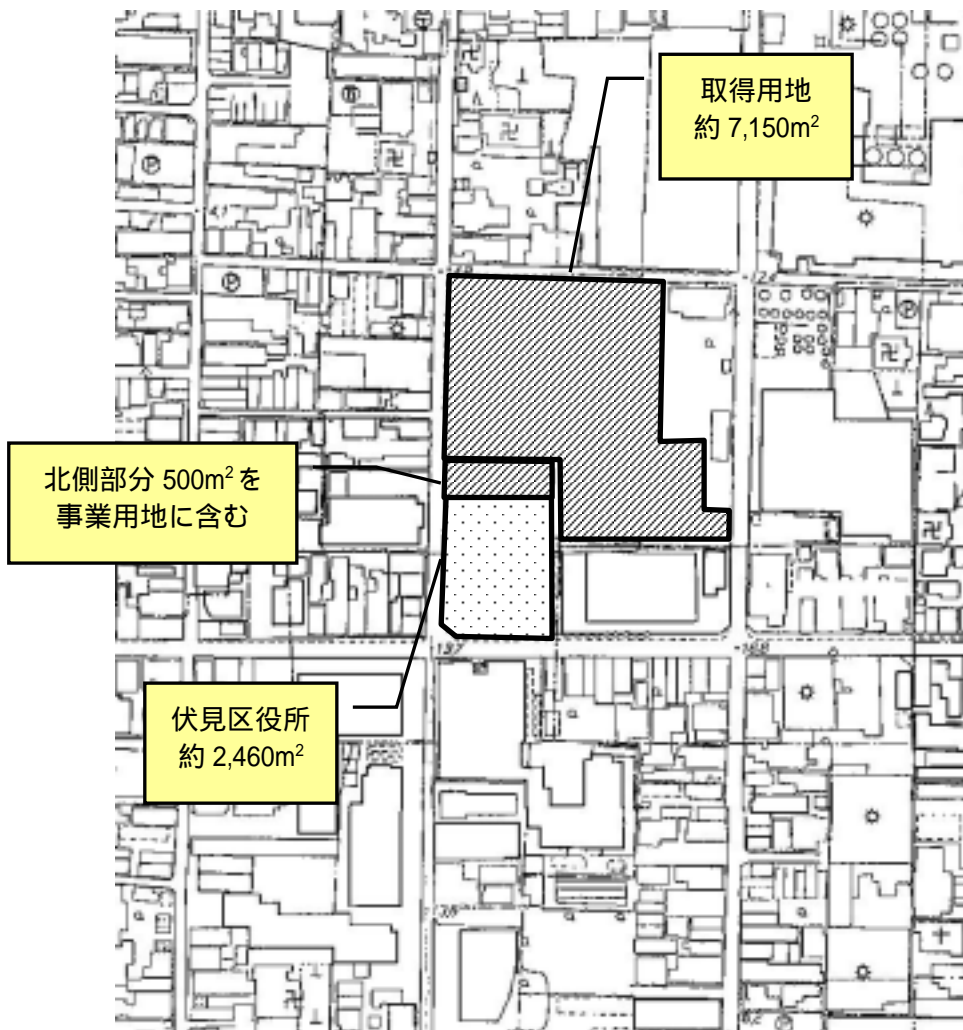 取得用地
約 7,150m²
北側部分 500m² を
事業用地に含む
伏見区役所
約 2,460m²